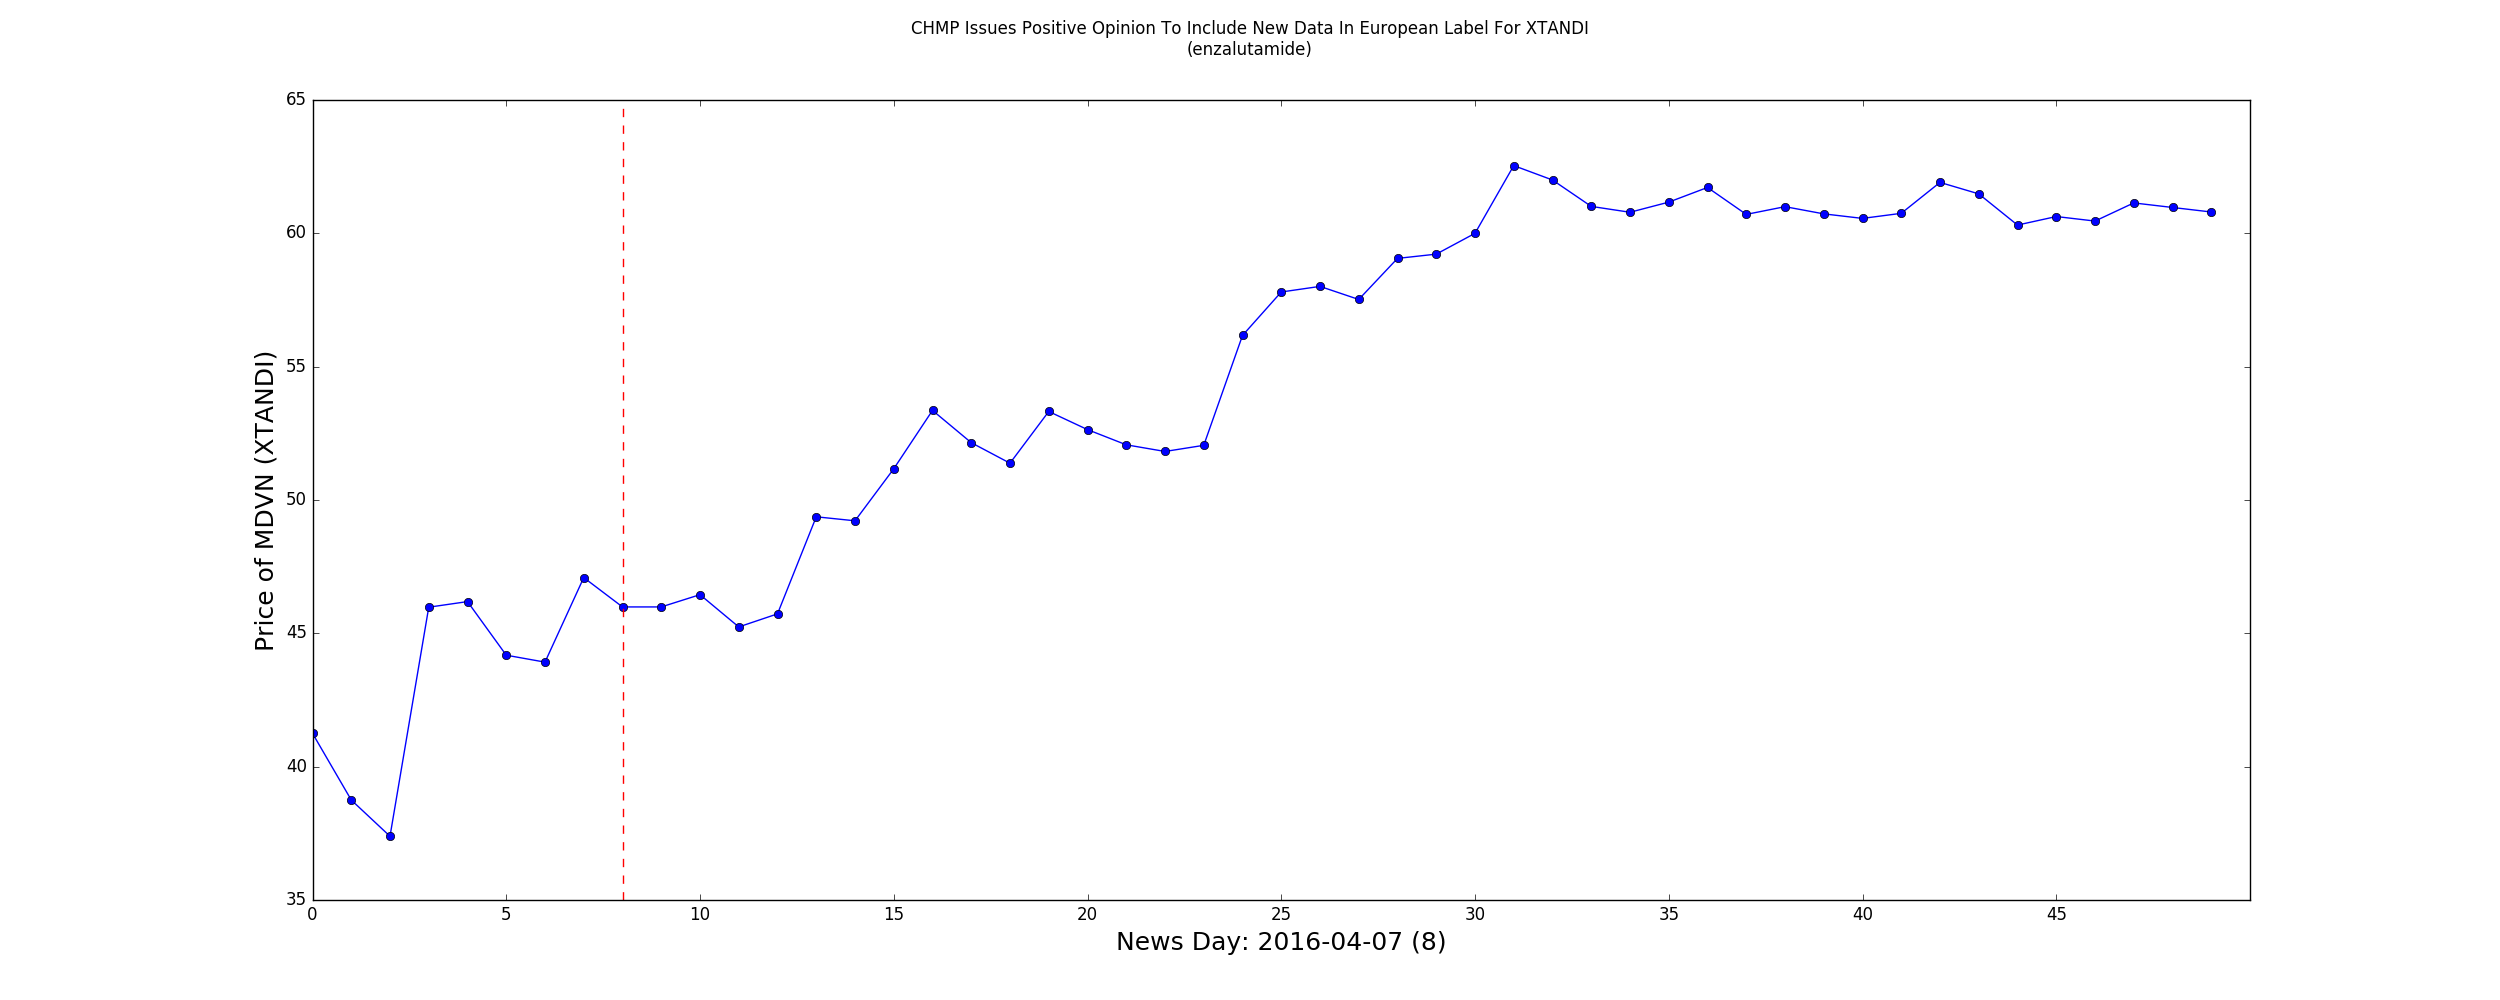 CHMP Issues Positive Opinion To Include New Data In European Label For XTANDI
(enzalutamide)
65
60
55
50
45
40
35
Price of MDVN (XTANDI)
0 5 10 15 20 25 30 35 40 45
News Day: 2016-04-07 (8)